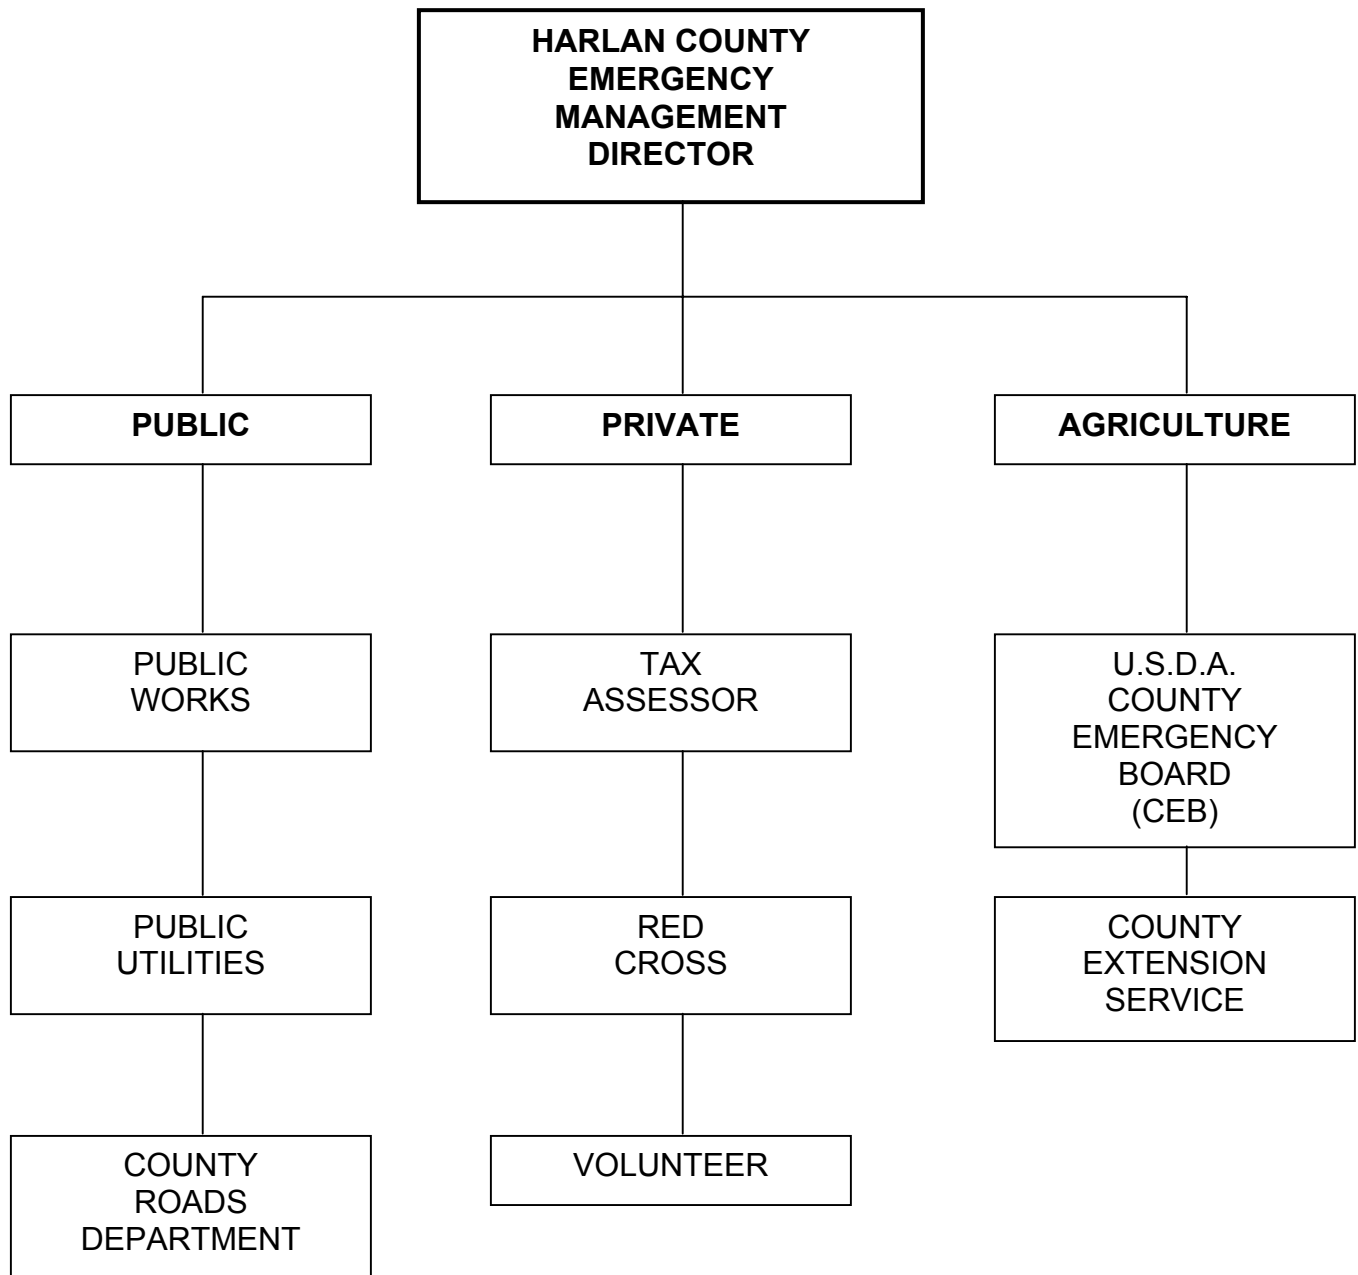 HARLAN COUNTY
EMERGENCY
MANAGEMENT
DIRECTOR
PUBLIC
PRIVATE
AGRICULTURE
PUBLIC
WORKS
TAX
ASSESSOR
U.S.D.A.
COUNTY
EMERGENCY
BOARD
(CEB)
PUBLIC
UTILITIES
RED
CROSS
COUNTY
EXTENSION
SERVICE
COUNTY
ROADS
DEPARTMENT
VOLUNTEER